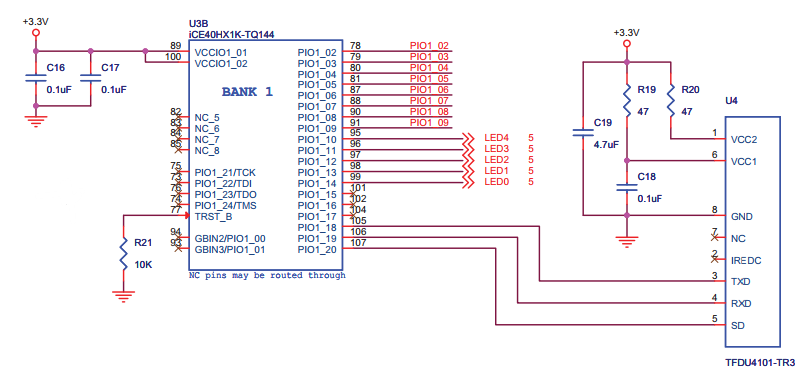 +3.3V
C16
0.1uF
C17
0.1uF
U3B
iCE40HX1K-TQ144
89 VCCIO1_01
100 VCCIO1_02
BANK 1
82 NC_5
83 NC_6
84 NC_7
85 NC_8
75 PIO1_21/TCK
73 PIO1_22/TDI
76 PIO1_23/TDO
74 PIO1_24/TMS
77 TRST_B
94 GBIN2/PIO1_00
93 GBIN3/PIO1_01
R21
10K
PIO1_02 78 PIO1_02
PIO1_03 79 PIO1_03
PIO1_04 80 PIO1_04
PIO1_05 81 PIO1_05
PIO1_06 87 PIO1_06
PIO1_07 88 PIO1_07
PIO1_08 90 PIO1_08
PIO1_09 91 PIO1_09
PIO1_10 95 LED4 5
PIO1_11 96 LED3 5
PIO1_12 97 LED2 5
PIO1_13 98 LED1 5
PIO1_14 99 LED0 5
PIO1_15 101
PIO1_16 102
PIO1_17 104
PIO1_18 105
PIO1_19 106
PIO1_20 107
NC pins may be routed through
+3.3V
R19
47
R20
47
C19
4.7uF
C18
0.1uF
U4
1 VCC2
6 VCC1
8 GND
7 NC
2 IREDC
3 TXD
4 RXD
5 SD
TFDU4101-TR3